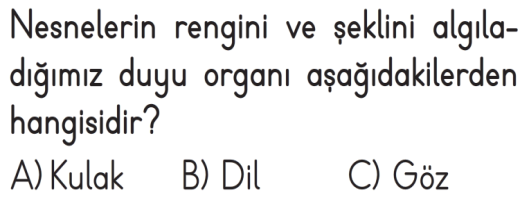 Nesnelerin rengini ve şeklini algıla-
dığımız duyu organı aşağıdakilerden
hangisidir?
A) Kulak B) Dil C) Göz